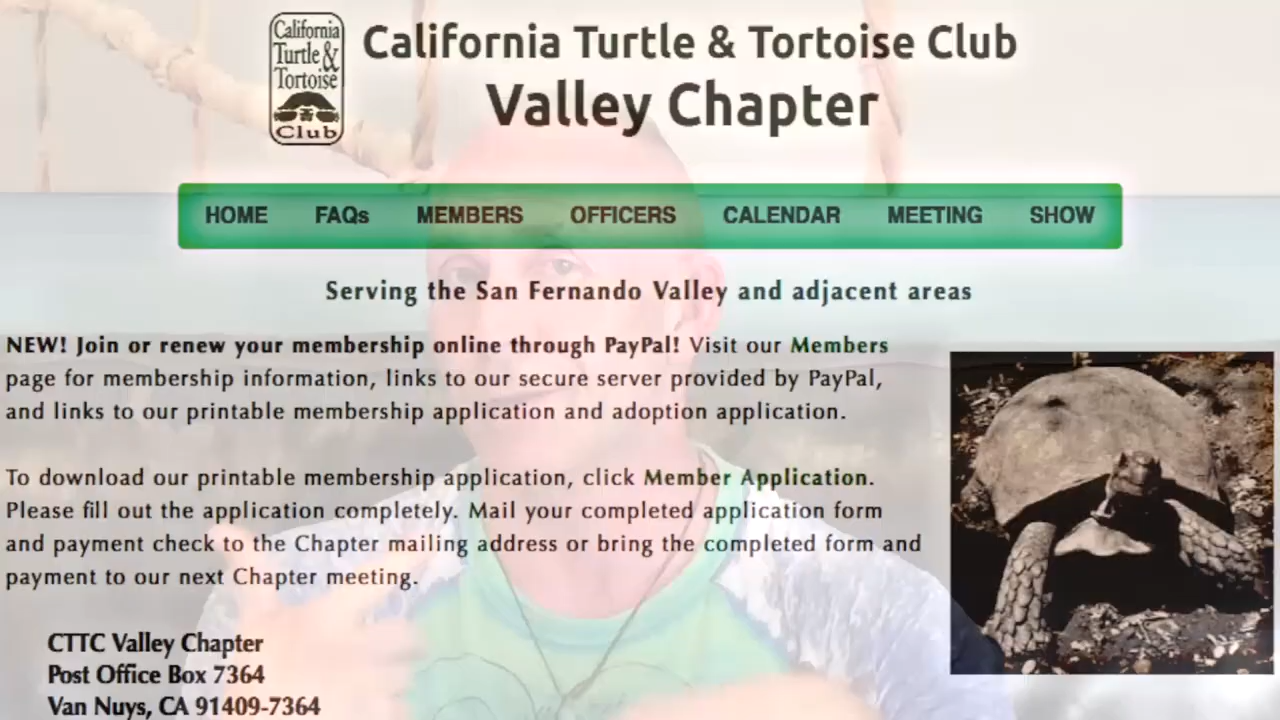 California
Turtle &
Tortoise
Club
California Turtle & Tortoise Club
Valley Chapter
HOME FAQs MEMBERS OFFICERS CALENDAR MEETING SHOW
Serving the San Fernando Valley and adjacent areas
NEW! Join or renew your membership online through PayPal! Visit our Members
page for membership information, links to our secure server provided by PayPal,
and links to our printable membership application and adoption application.
To download our printable membership application, click Member Application.
Please fill out the application completely. Mail your completed application form
and payment check to the Chapter mailing address or bring the completed form and
payment to our next Chapter meeting.
CTTC Valley Chapter
Post Office Box 7364
Van Nuys, CA 91409-7364